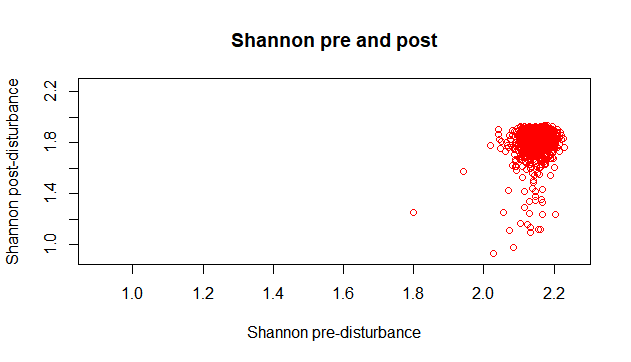 Shannon pre and post
Shannon post-disturbance
2.2
1.8
1.4
1.0
1.0 1.2 1.4 1.6 1.8 2.0 2.2
Shannon pre-disturbance